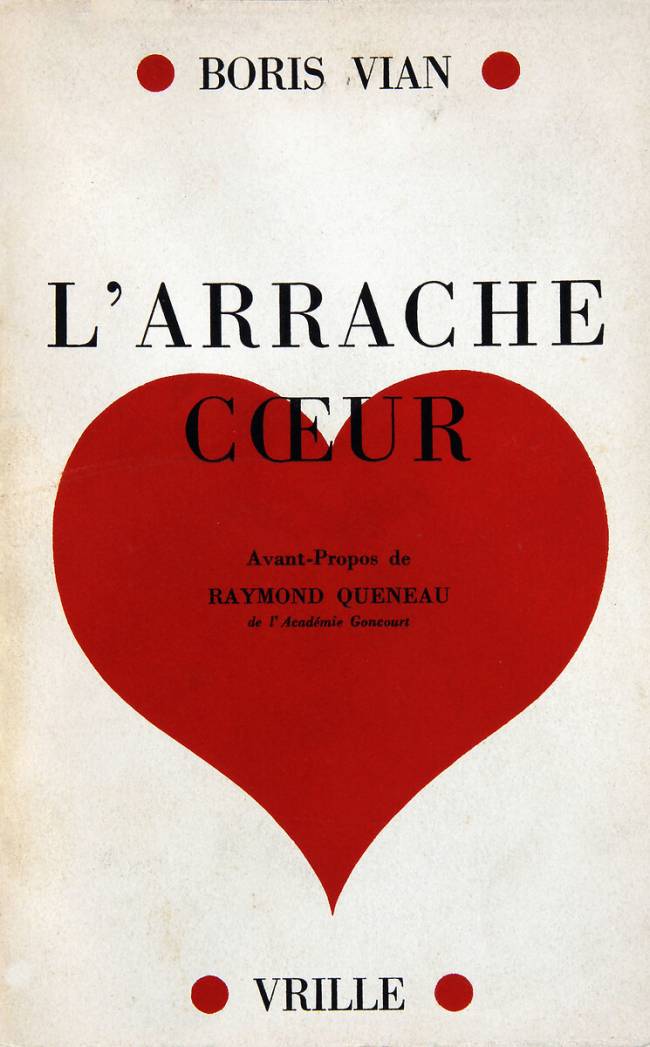 BORIS VIAN
L'ARRACHE
CŒUR
Avant-Propos de
RAYMOND QUENEAU
de l'Académie Goncourt
VRILLE